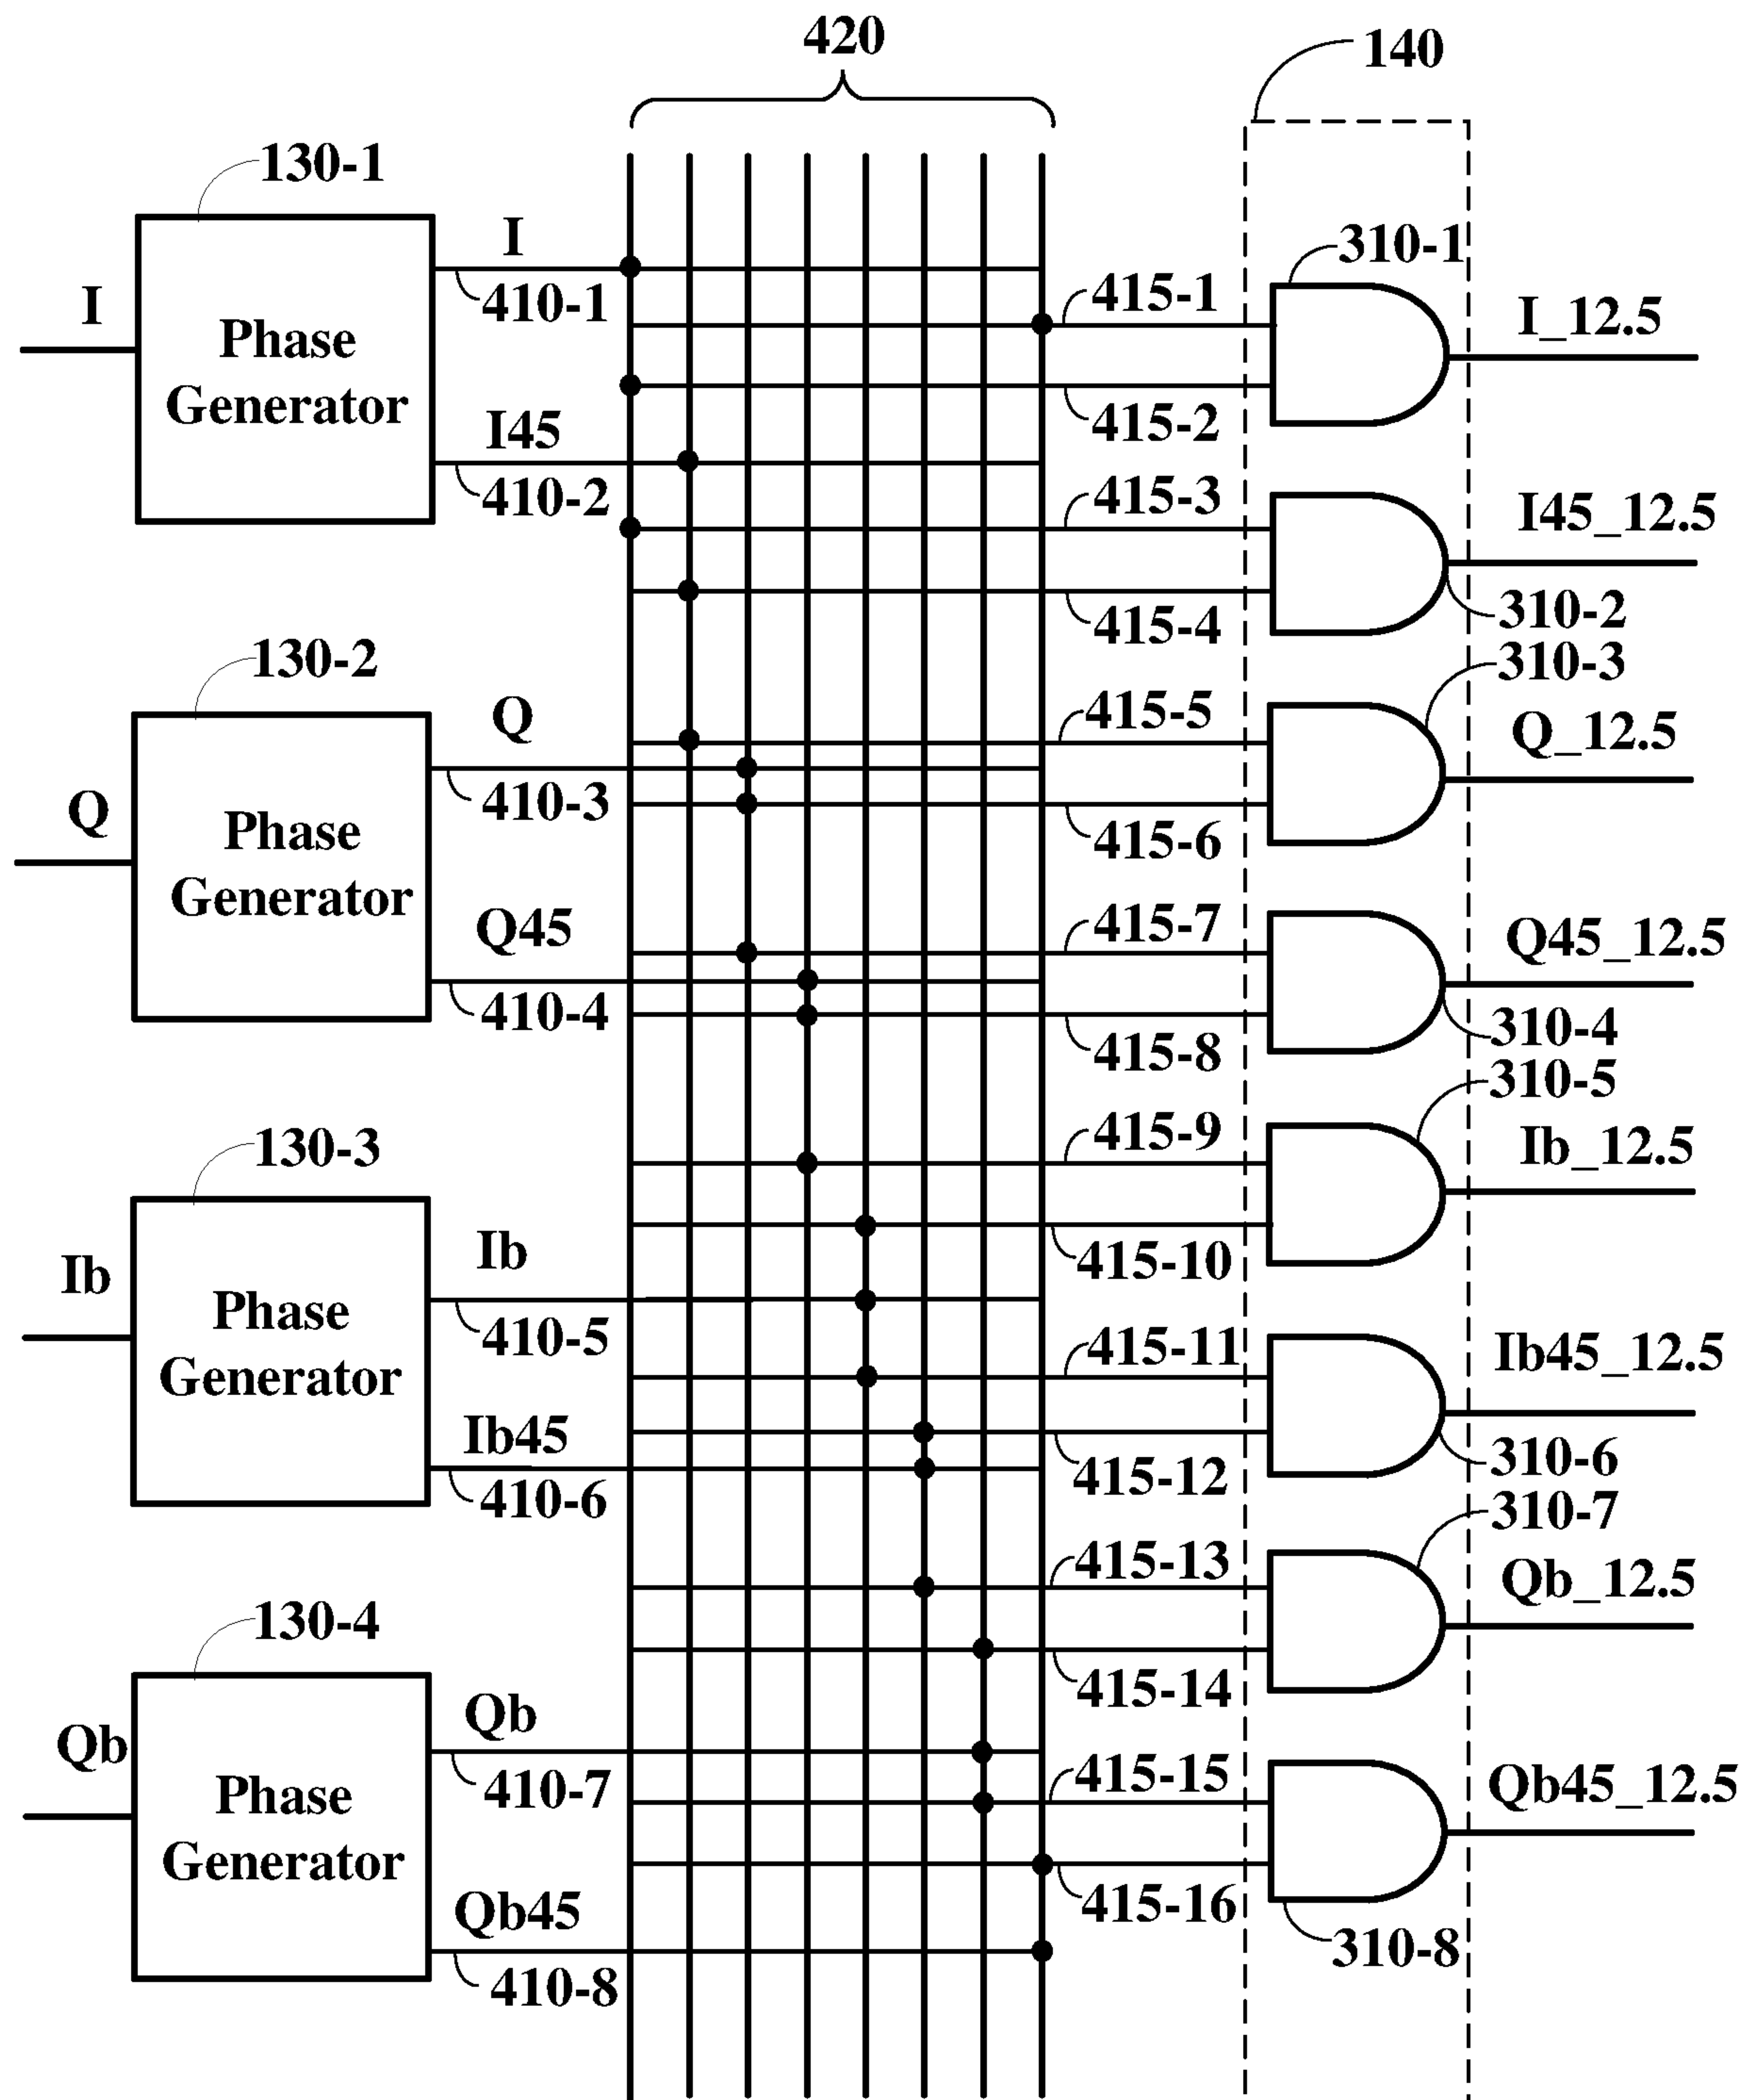 420
140
130-1
I
410-1
I
Phase
Generator
I45
410-2
415-1
415-2
310-1
I_12.5
415-3
415-4
I45_12.5
310-2
130-2
Q
410-3
Q
Phase
Generator
Q45
410-4
310-3
415-5
415-6
Q_12.5
415-7
415-8
Q45_12.5
310-4
130-3
Ib
410-5
Ib
Phase
Generator
Ib45
410-6
310-5
415-9
415-10
Ib_12.5
415-11
415-12
Ib45_12.5
310-6
130-4
Qb
410-7
Qb
Phase
Generator
Qb45
410-8
310-7
415-13
415-14
Qb_12.5
415-15
415-16
Qb45_12.5
310-8